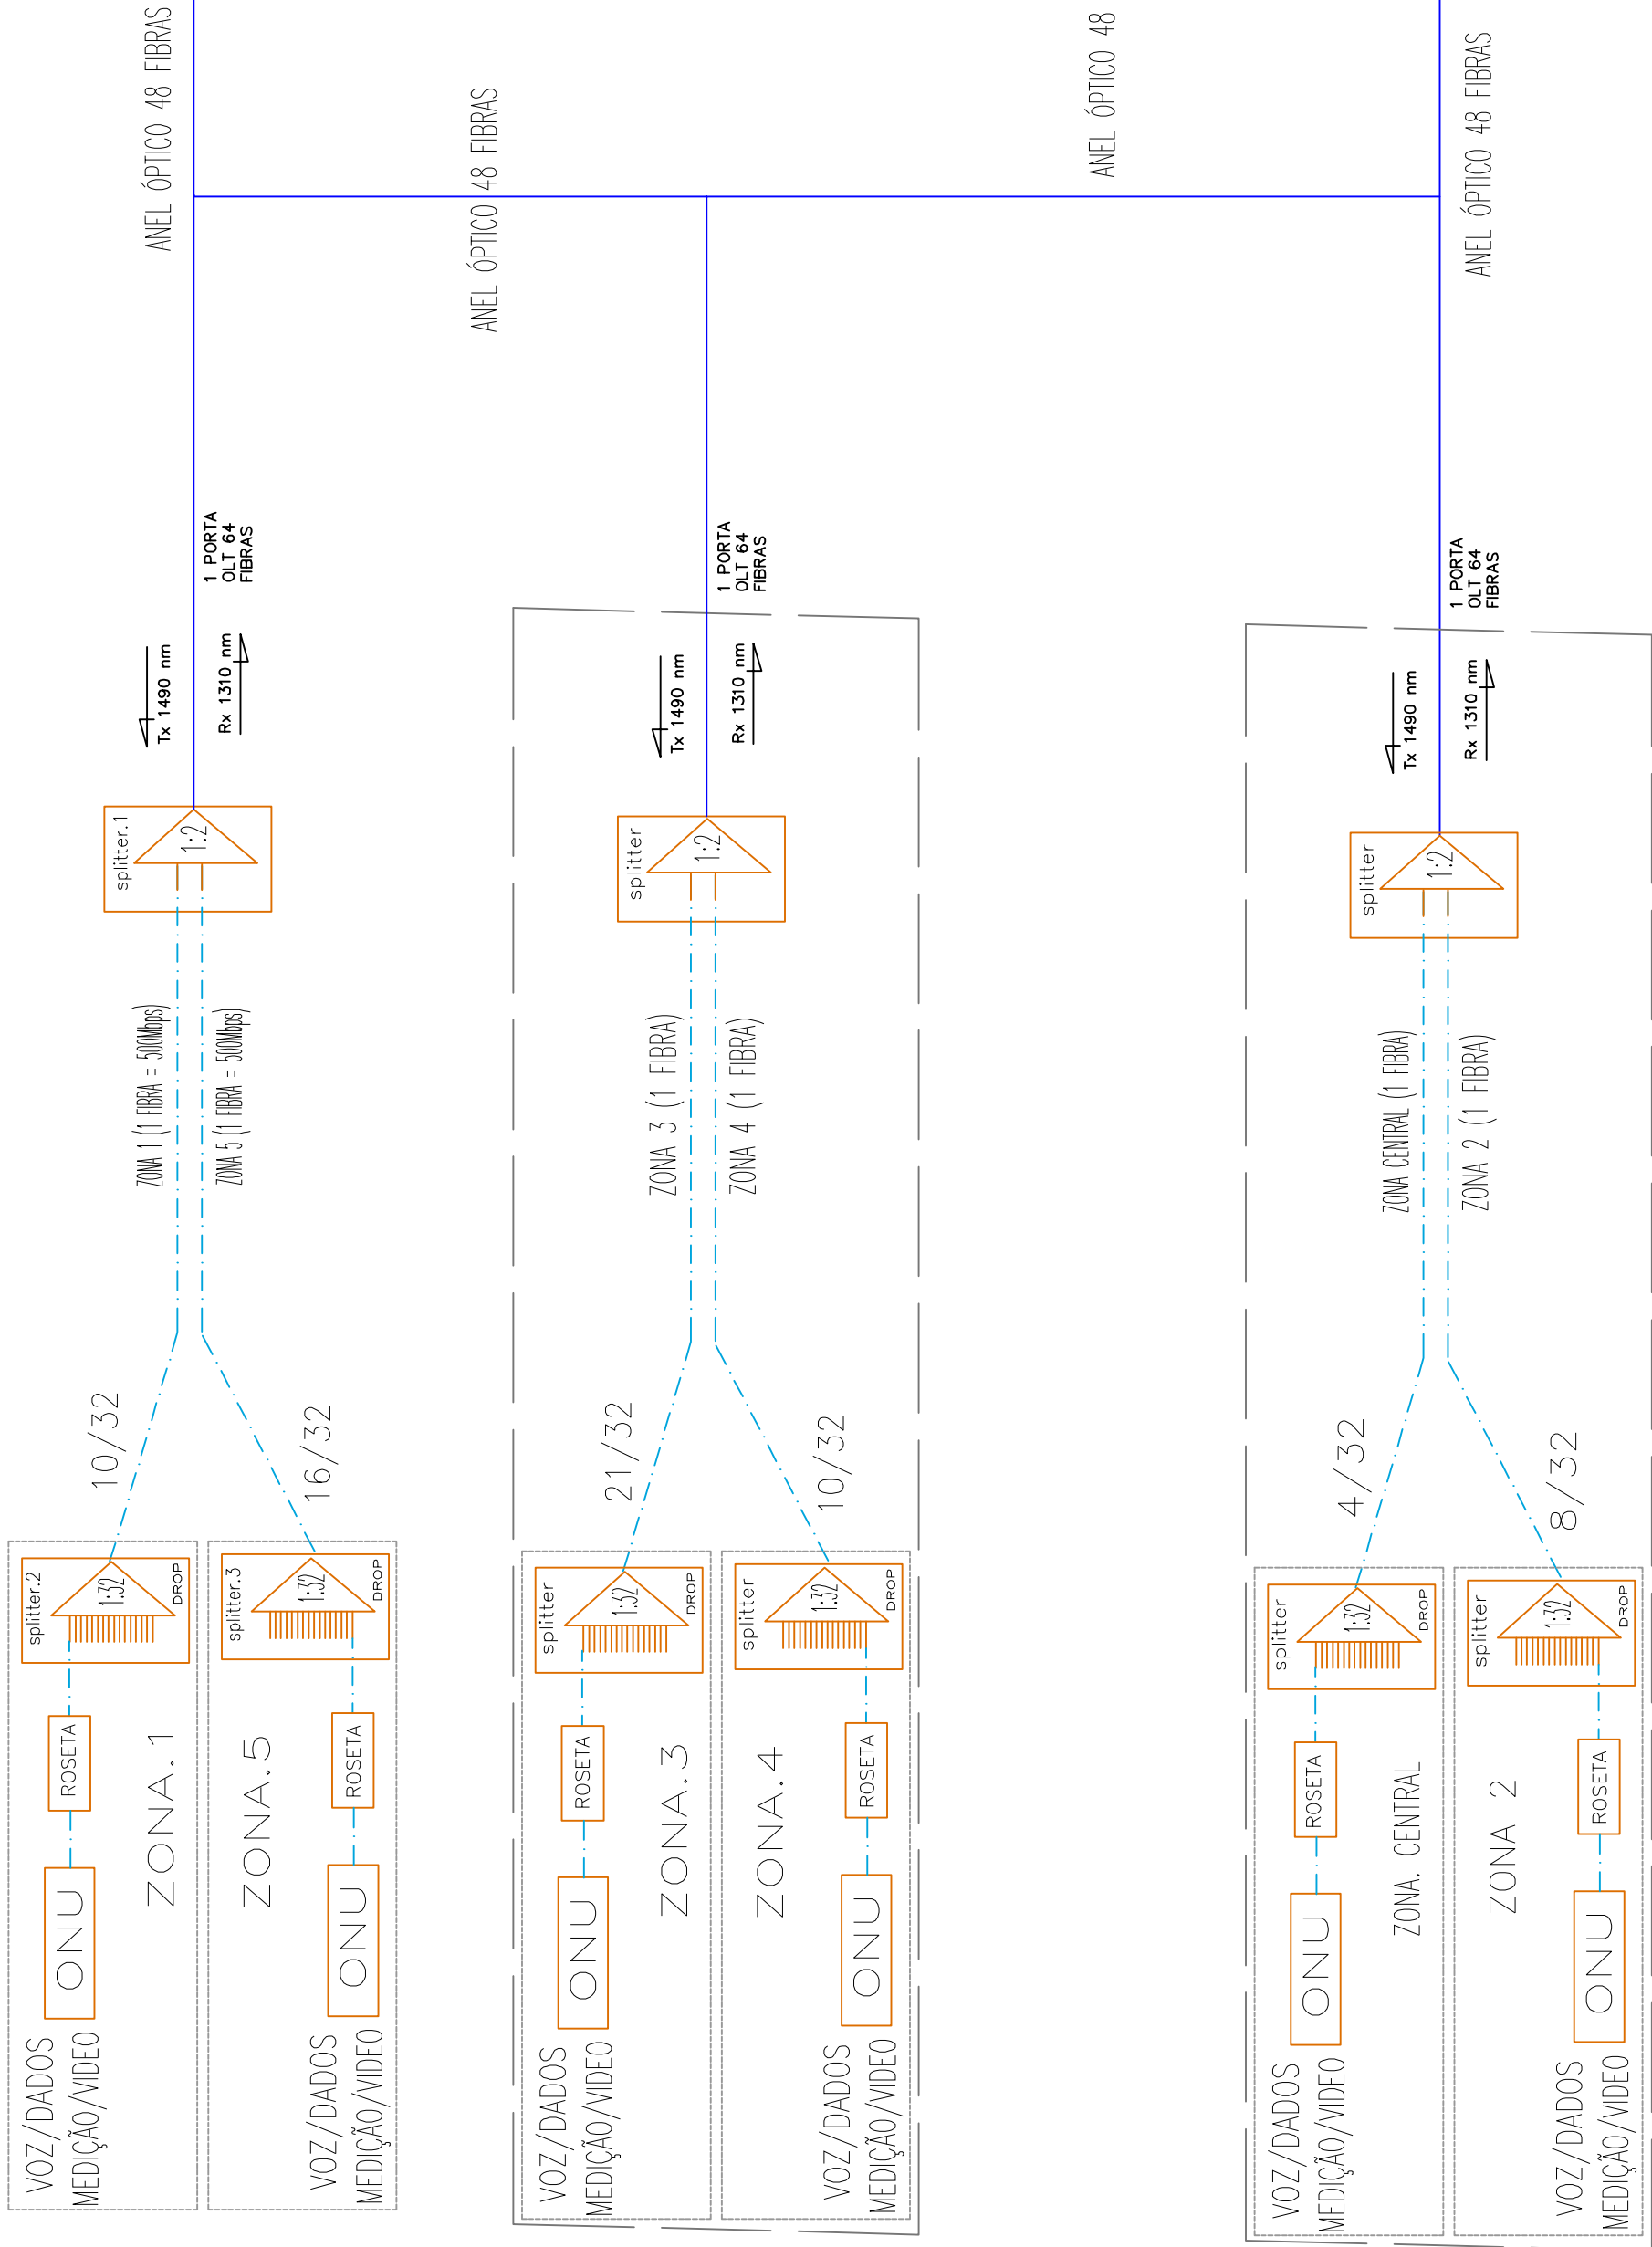 ANEL ÓPTICO 48 FIBRAS
ANEL ÓPTICO 48 FIBRAS
ANEL ÓPTICO 48
ANEL ÓPTICO 48 FIBRAS
1 PORTA
OLT 64
FIBRAS
Tx 1490 nm
Rx 1310 nm
splitter.1
1:2
ZONA 1 (1 FIBRA = 500Mbps)
ZONA 5 (1 FIBRA = 500Mbps)
10/32
16/32
splitter.2
1:32
DROP
ROSETA
ONU
ZONA.1
VOZ/DADOS
MEDIÇÃO/VIDEO
splitter.3
1:32
DROP
ROSETA
ONU
ZONA.5
VOZ/DADOS
MEDIÇÃO/VIDEO
1 PORTA
OLT 64
FIBRAS
Tx 1490 nm
Rx 1310 nm
splitter
1:2
ZONA 3 (1 FIBRA)
ZONA 4 (1 FIBRA)
21/32
10/32
splitter
1:32
DROP
ROSETA
ONU
ZONA.3
VOZ/DADOS
MEDIÇÃO/VIDEO
splitter
1:32
DROP
ROSETA
ONU
ZONA.4
VOZ/DADOS
MEDIÇÃO/VIDEO
1 PORTA
OLT 64
FIBRAS
Tx 1490 nm
Rx 1310 nm
splitter
1:2
ZONA CENTRAL (1 FIBRA)
ZONA 2 (1 FIBRA)
4/32
8/32
splitter
1:32
DROP
ROSETA
ONU
ZONA. CENTRAL
VOZ/DADOS
MEDIÇÃO/VIDEO
splitter
1:32
DROP
ROSETA
ONU
ZONA 2
VOZ/DADOS
MEDIÇÃO/VIDEO